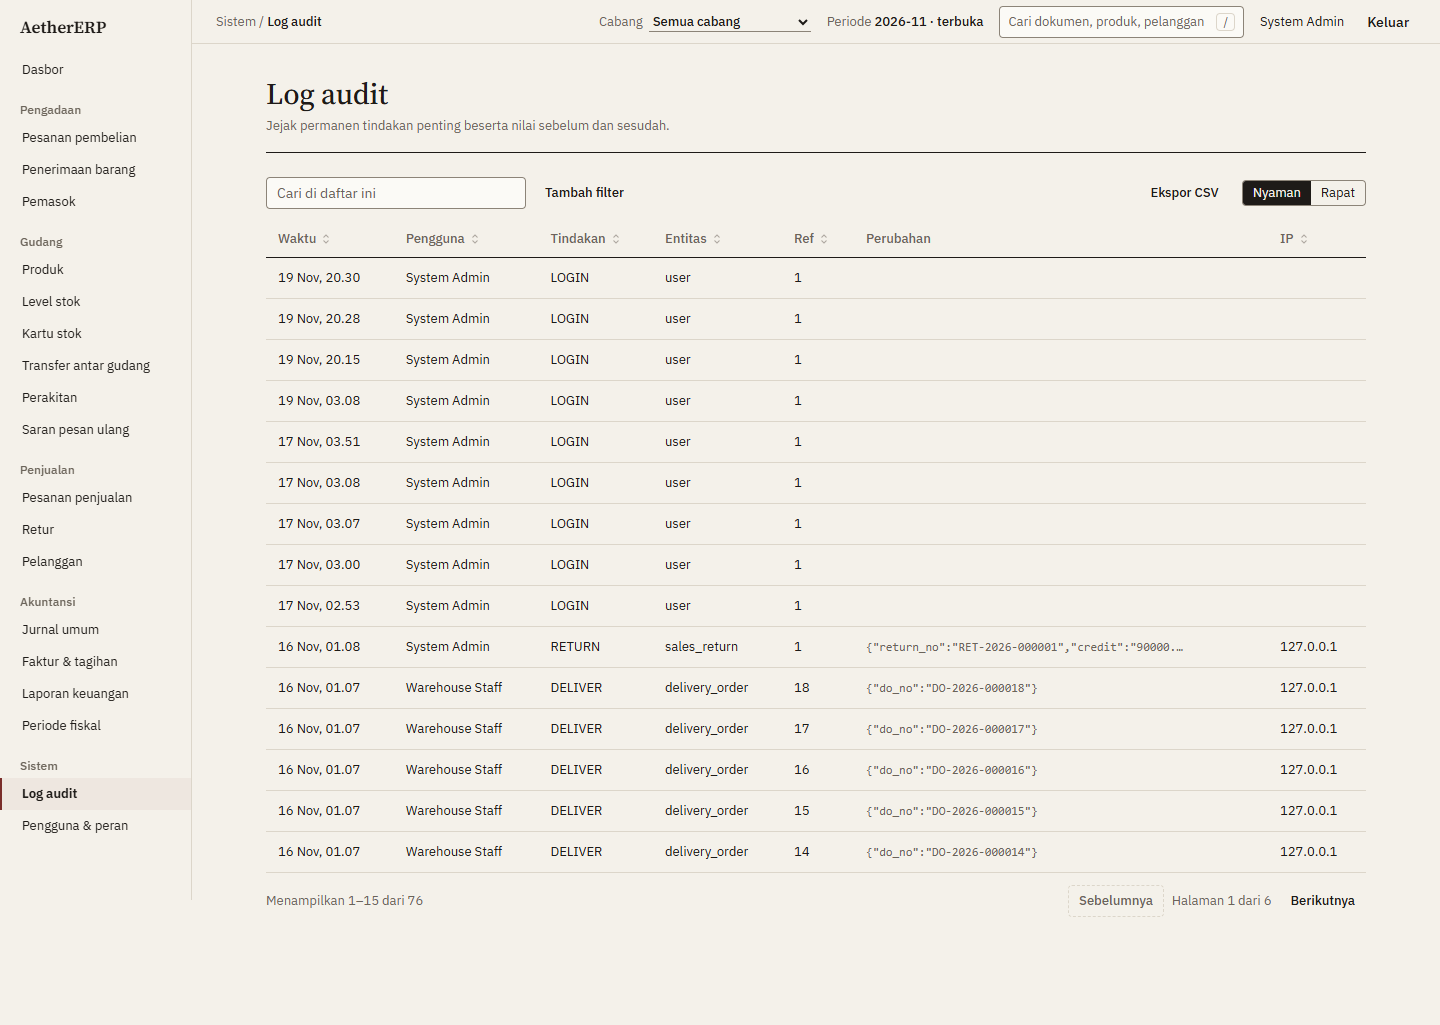 AetherERP
Dasbor
Pengadaan
Pesanan pembelian
Penerimaan barang
Pemasok
Gudang
Produk
Level stok
Kartu stok
Transfer antar gudang
Perakitan
Saran pesan ulang
Penjualan
Pesanan penjualan
Retur
Pelanggan
Akuntansi
Jurnal umum
Faktur & tagihan
Laporan keuangan
Periode fiskal
Sistem
Log audit
Pengguna & peran
Sistem / Log audit
Cabang Semua cabang Periode 2026-11 · terbuka Cari dokumen, produk, pelanggan / System Admin Keluar
Log audit
Jejak permanen tindakan penting beserta nilai sebelum dan sesudah.
Cari di daftar ini Tambah filter Ekspor CSV Nyaman Rapat
Waktu Pengguna Tindakan Entitas Ref Perubahan IP
19 Nov, 20.30 System Admin LOGIN user 1
19 Nov, 20.28 System Admin LOGIN user 1
19 Nov, 20.15 System Admin LOGIN user 1
19 Nov, 03.08 System Admin LOGIN user 1
17 Nov, 03.51 System Admin LOGIN user 1
17 Nov, 03.08 System Admin LOGIN user 1
17 Nov, 03.07 System Admin LOGIN user 1
17 Nov, 03.00 System Admin LOGIN user 1
17 Nov, 02.53 System Admin LOGIN user 1
16 Nov, 01.08 System Admin RETURN sales_return 1 {"return_no":"RET-2026-000001","credit":"90000.… 127.0.0.1
16 Nov, 01.07 Warehouse Staff DELIVER delivery_order 18 {"do_no":"DO-2026-000018"} 127.0.0.1
16 Nov, 01.07 Warehouse Staff DELIVER delivery_order 17 {"do_no":"DO-2026-000017"} 127.0.0.1
16 Nov, 01.07 Warehouse Staff DELIVER delivery_order 16 {"do_no":"DO-2026-000016"} 127.0.0.1
16 Nov, 01.07 Warehouse Staff DELIVER delivery_order 15 {"do_no":"DO-2026-000015"} 127.0.0.1
16 Nov, 01.07 Warehouse Staff DELIVER delivery_order 14 {"do_no":"DO-2026-000014"} 127.0.0.1
Menampilkan 1–15 dari 76 Sebelumnya Halaman 1 dari 6 Berikutnya